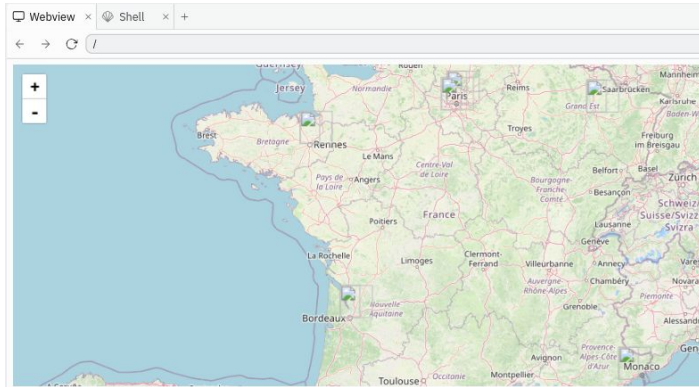 Webview × Shell × +
/
+
-
Guernsey
Jersey
Rouen
Normandie
Paris
Reims
Grand Est
Saarbrücken
Mannheim
Karlsruhe
Brest
Bretagne
Rennes
Le Mans
Troyes
Freiburg
im Breisgau
Pays de
la Loire
Angers
Centre-Val
de Loire
Bourgogne-
Franche-
Comté
Belfort
Basel
Zürich
Besançon
Schweiz/
Suisse/Svizz
Svizra
Poitiers
France
Lausanne
Genève
La Rochelle
Limoges
Clermont-
Ferrand
Villeurbanne
Annecy
Auvergne-
Rhône-Alpes
Chambéry
Novara
Piemonte
Bordeaux
Nouvelle
Aquitaine
Grenoble
Alessand
Avignon
Provence
Alpes Côte
d'Azur
Gen
Monaco
Toulouse
Occitanie
Montpellier